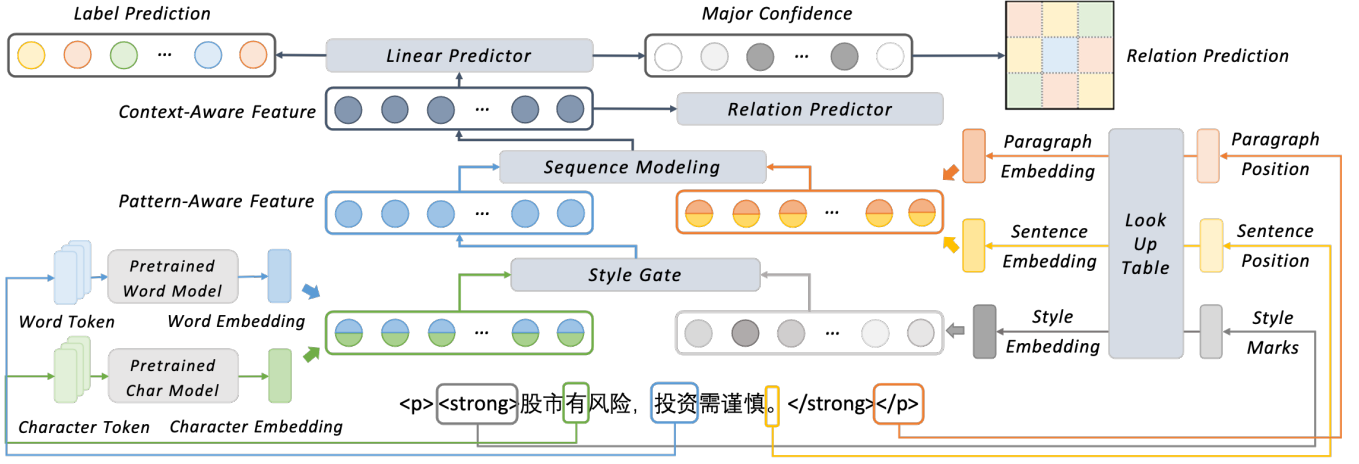 Label Prediction
Major Confidence
Linear Predictor
...
...
Relation Prediction
Context-Aware Feature
...
Relation Predictor
Sequence Modeling
Paragraph
Embedding
Paragraph
Position
Pattern-Aware Feature
...
...
Look
Up
Table
Sentence
Embedding
Sentence
Position
Pretrained
Word Model
Style Gate
Word Token
Word Embedding
...
...
Style
Embedding
Style
Marks
Pretrained
Char Model
<p> <strong>股市有风险，投资需谨慎。</strong></p>
Character Token
Character Embedding